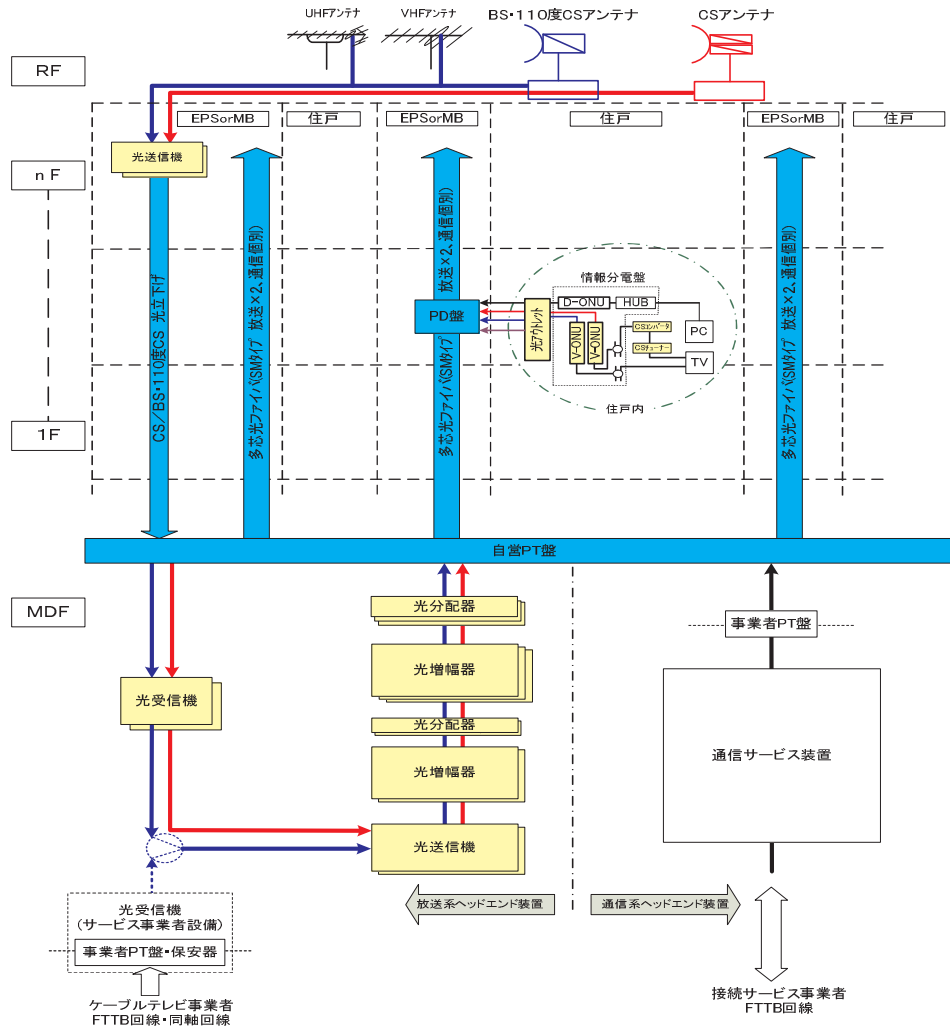 UHFアンテナ
VHFアンテナ
BS・110度CSアンテナ
CSアンテナ
RF
EPSorMB
住戸
EPSorMB
住戸
EPSorMB
住戸
光送信機
nF
CS/BS・110度CS 光立下げ
多芯光ファイバ(SMタイプ 放送×2、通信個別)
多芯光ファイバ(SMタイプ 放送×2、通信個別)
多芯光ファイバ(SMタイプ 放送×2、通信個別)
PD盤
情報分電盤
光アウトレット
D-ONU
HUB
V-ONU
V-ONU
CSコンバータ
CSチューナー
PC
TV
住戸内
1F
自営PT盤
MDF
光分配器
事業者PT盤
光増幅器
光受信機
光分配器
通信サービス装置
光増幅器
光送信機
放送系ヘッドエンド装置
通信系ヘッドエンド装置
光受信機
(サービス事業者設備)
事業者PT盤・保安器
ケーブルテレビ事業者
FTTB回線・同軸回線
接続サービス事業者
FTTB回線